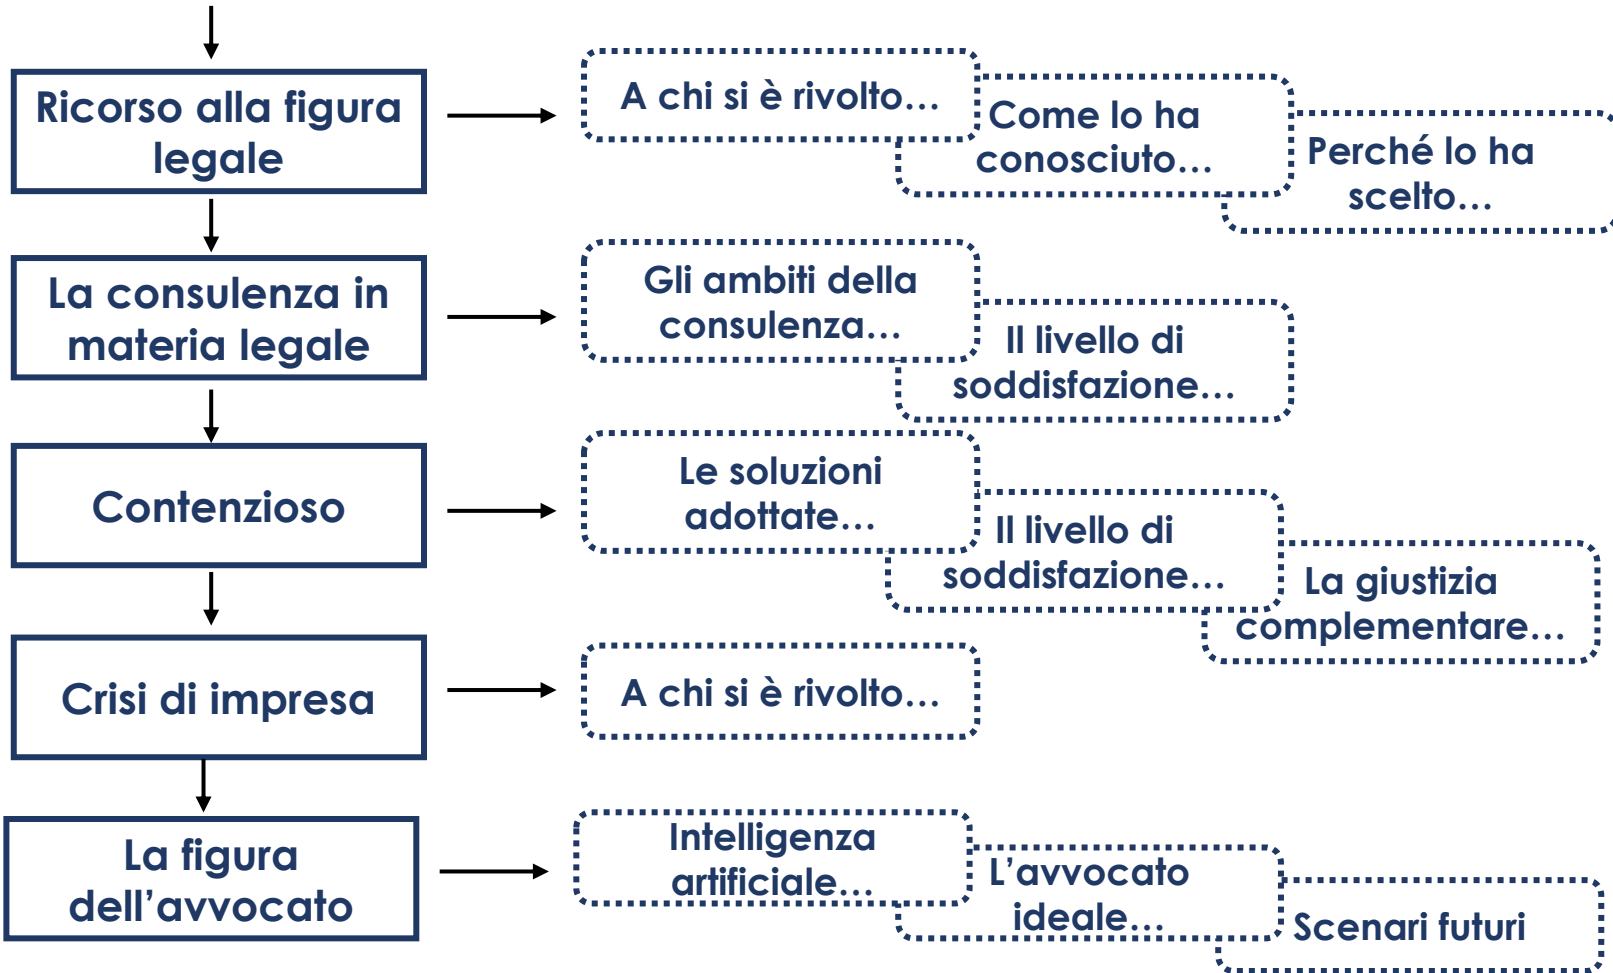 Ricorso alla figura
legale
A chi si è rivolto…
Come lo ha
conosciuto…
Perché lo ha
scelto…
La consulenza in
materia legale
Gli ambiti della
consulenza…
Il livello di
soddisfazione…
Contenzioso
Le soluzioni
adottate…
Il livello di
soddisfazione…
La giustizia
complementare…
Crisi di impresa
A chi si è rivolto…
La figura
dell’avvocato
Intelligenza
artificiale…
L’avvocato
ideale…
Scenari futuri